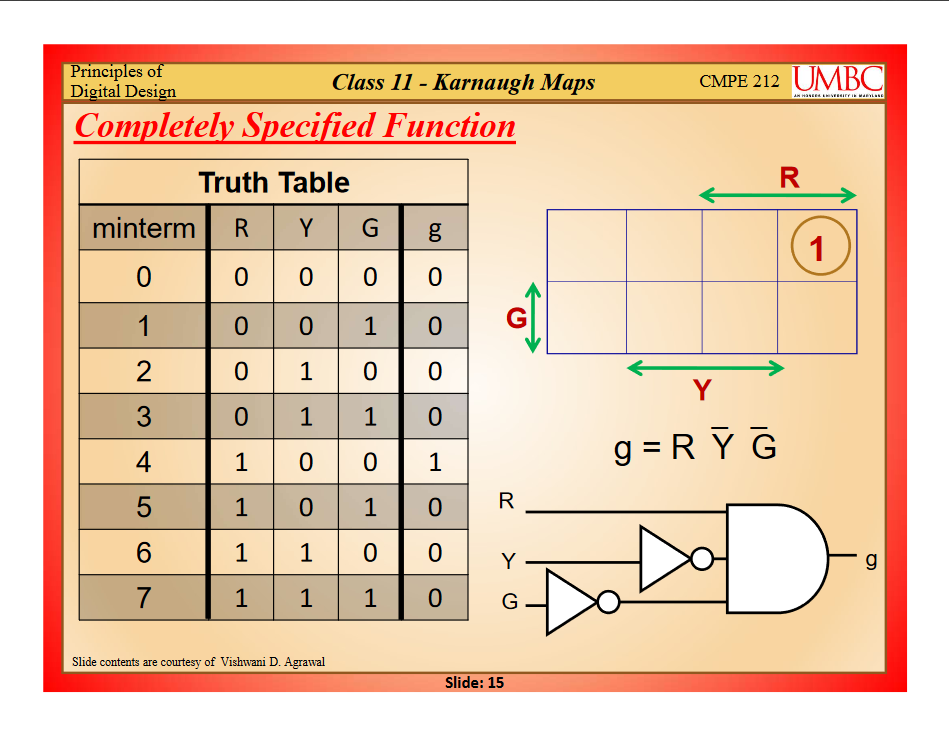 Principles of
Digital Design
Class 11 - Karnaugh Maps
CMPE 212
UMBC
AN HONORS UNIVERSITY IN MARYLAND
Completely Specified Function
Truth Table
minterm R Y G g
0 0 0 0 0
1 0 0 1 0
2 0 1 0 0
3 0 1 1 0
4 1 0 0 1
5 1 0 1 0
6 1 1 0 0
7 1 1 1 0
R
1
G
Y
g = R Y̅ G̅
R
Y
G
g
Slide contents are courtesy of Vishwani D. Agrawal
Slide: 15